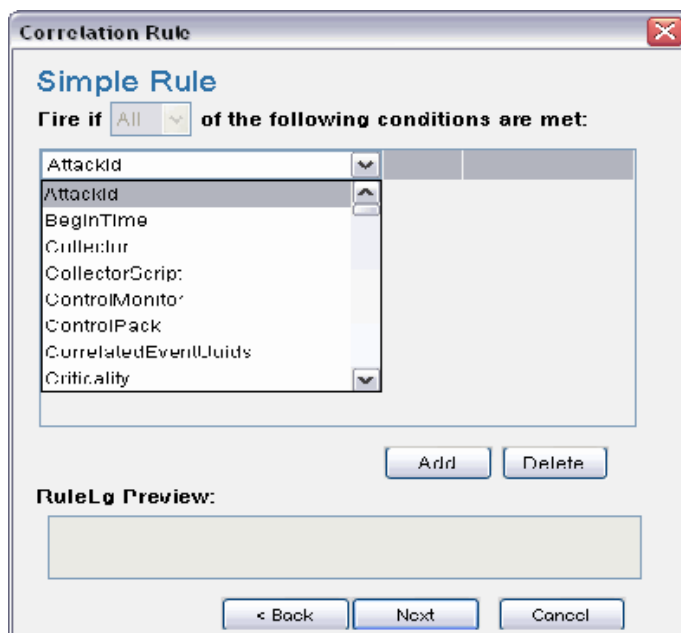 Correlation Rule
Simple Rule
Fire if All of the following conditions are met:
AttackId
AttackId
BeginTime
Collector
CollectorScript
ControlMonitor
ControlPack
CorrelatedEventUuids
Criticality
Add Delete
RuleLg Preview:
< Back Next Cancel